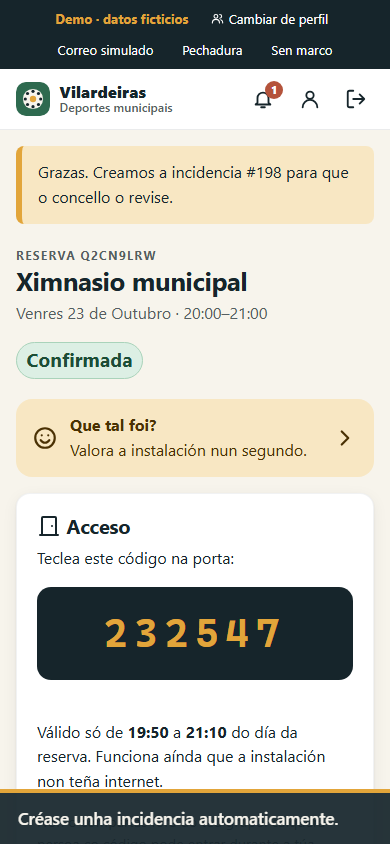 Demo · datos ficticios Cambiar de perfil
Correo simulado Pechadura Sen marco
Vilardeiras
Deportes municipais
1
Grazas. Creamos a incidencia #198 para que
o concello o revise.
RESERVA Q2CN9LRW
Ximnasio municipal
Venres 23 de Outubro · 20:00–21:00
Confirmada
Que tal foi?
Valora a instalación nun segundo.
Acceso
Teclea este código na porta:
232547
Válido só de 19:50 a 21:10 do día da
reserva. Funciona aínda que a instalación
non teña internet.
Créase unha incidencia automaticamente.